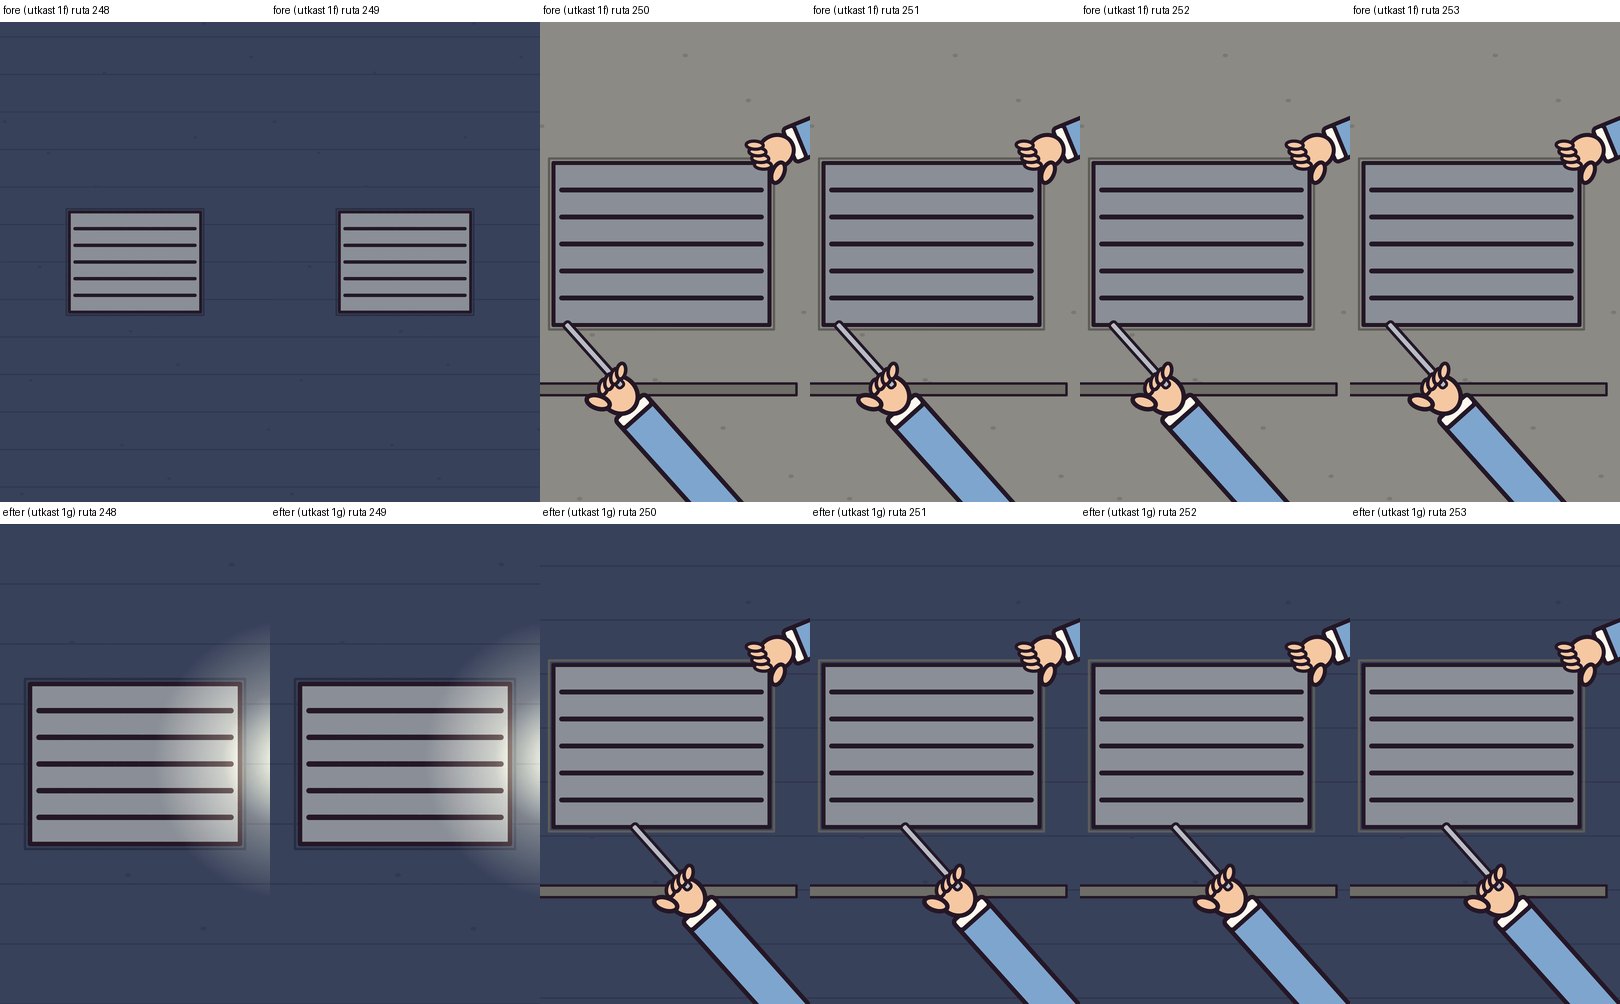 fore (utkast 1f) ruta 248
fore (utkast 1f) ruta 249
fore (utkast 1f) ruta 250
fore (utkast 1f) ruta 251
fore (utkast 1f) ruta 252
fore (utkast 1f) ruta 253
efter (utkast 1g) ruta 248
efter (utkast 1g) ruta 249
efter (utkast 1g) ruta 250
efter (utkast 1g) ruta 251
efter (utkast 1g) ruta 252
efter (utkast 1g) ruta 253